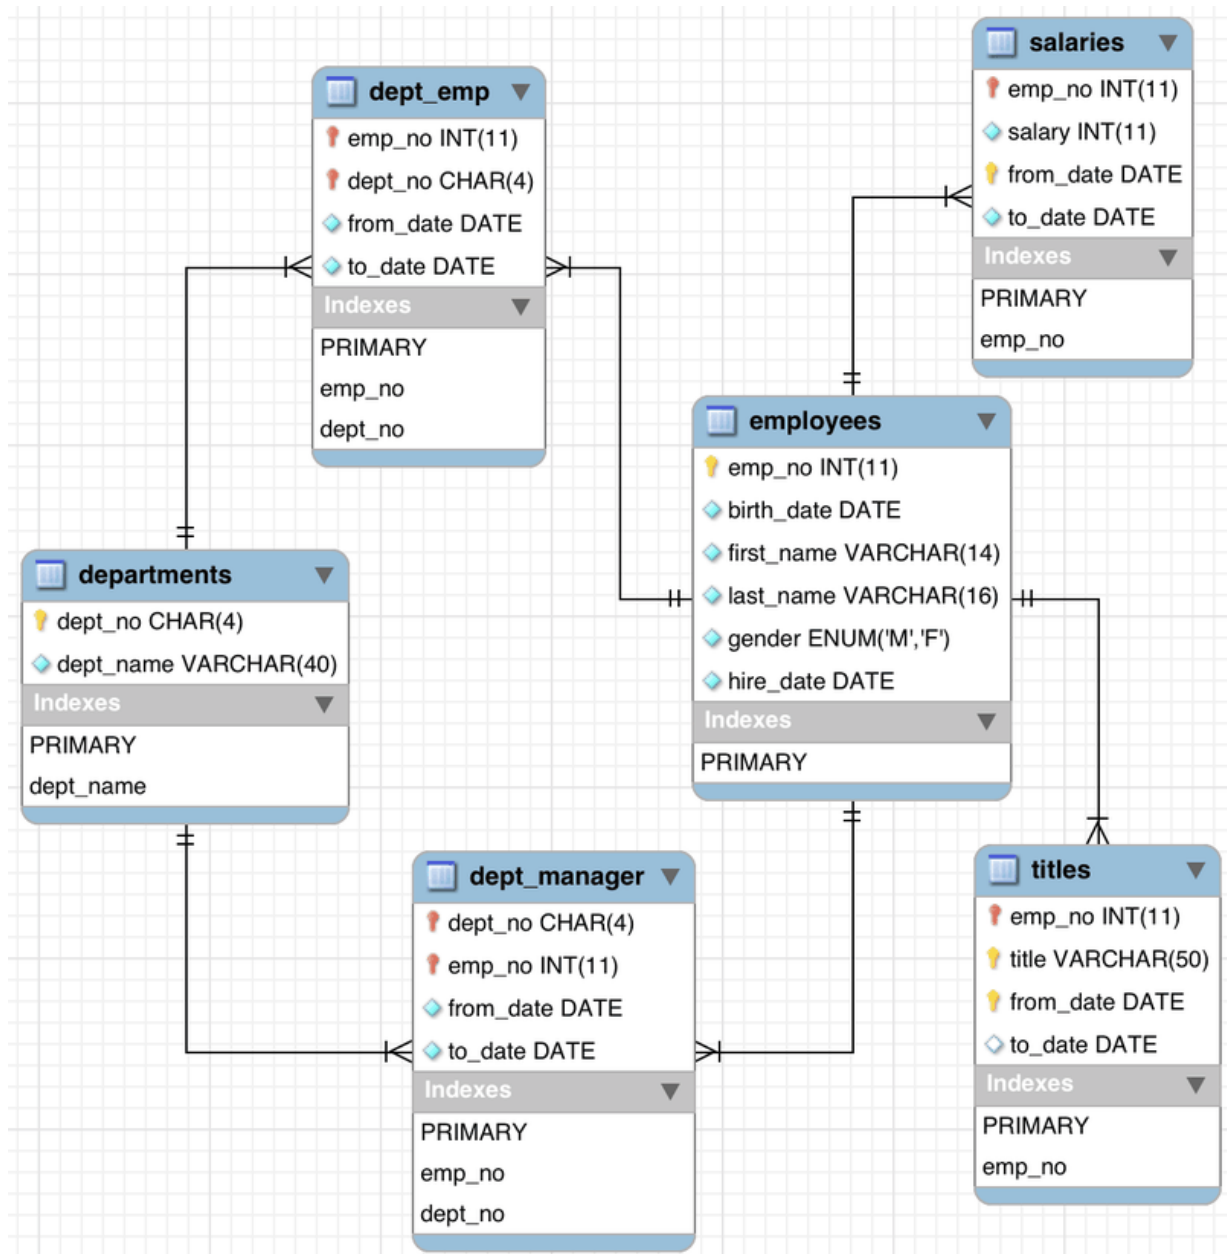 dept_emp
emp_no INT(11)
dept_no CHAR(4)
from_date DATE
to_date DATE
Indexes
PRIMARY
emp_no
dept_no
salaries
emp_no INT(11)
salary INT(11)
from_date DATE
to_date DATE
Indexes
PRIMARY
emp_no
employees
emp_no INT(11)
birth_date DATE
first_name VARCHAR(14)
last_name VARCHAR(16)
gender ENUM('M','F')
hire_date DATE
Indexes
PRIMARY
departments
dept_no CHAR(4)
dept_name VARCHAR(40)
Indexes
PRIMARY
dept_name
dept_manager
dept_no CHAR(4)
emp_no INT(11)
from_date DATE
to_date DATE
Indexes
PRIMARY
emp_no
dept_no
titles
emp_no INT(11)
title VARCHAR(50)
from_date DATE
to_date DATE
Indexes
PRIMARY
emp_no